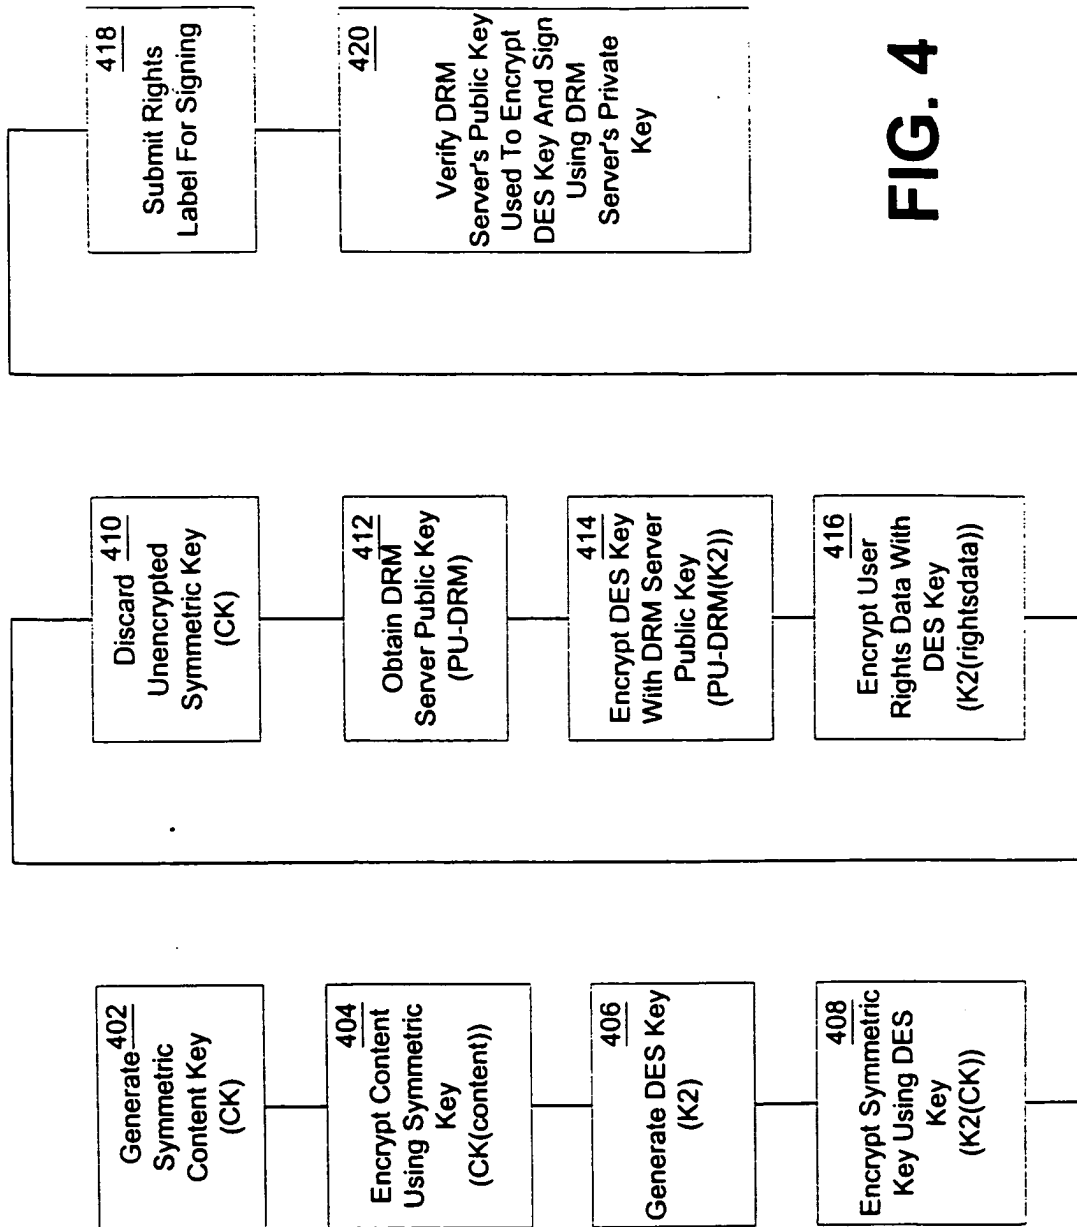 402
Generate
Symmetric
Content Key
(CK)
404
Encrypt Content
Using Symmetric
Key
(CK(content))
406
Generate DES Key
(K2)
408
Encrypt Symmetric
Key Using DES
Key
(K2(CK))
410
Discard
Unencrypted
Symmetric Key
(CK)
412
Obtain DRM
Server Public Key
(PU-DRM)
414
Encrypt DES Key
With DRM Server
Public Key
(PU-DRM(K2))
416
Encrypt User
Rights Data With
DES Key
(K2(rightsdata))
418
Submit Rights
Label For Signing
420
Verify DRM
Server's Public Key
Used To Encrypt
DES Key And Sign
Using DRM
Server's Private
Key
FIG. 4